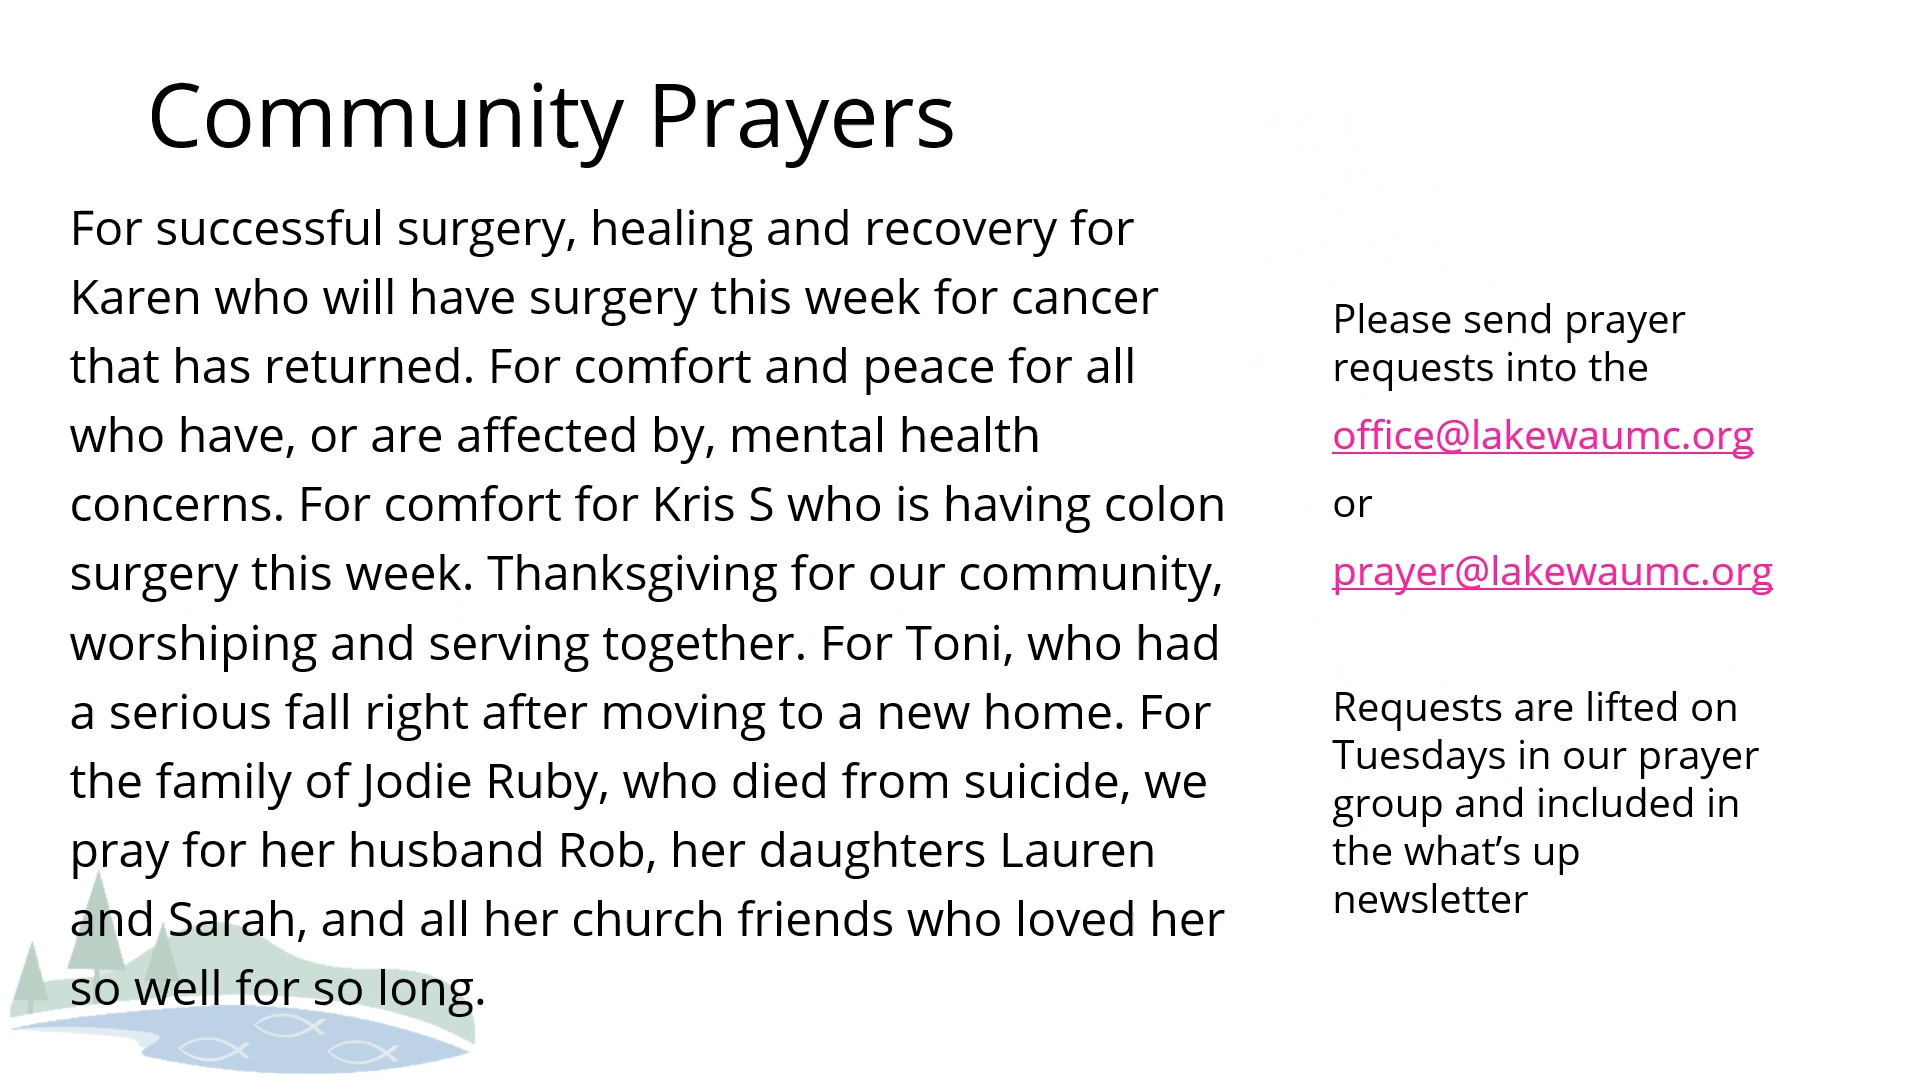 Community Prayers
For successful surgery, healing and recovery for
Karen who will have surgery this week for cancer
that has returned. For comfort and peace for all
who have, or are affected by, mental health
concerns. For comfort for Kris S who is having colon
surgery this week. Thanksgiving for our community,
worshiping and serving together. For Toni, who had
a serious fall right after moving to a new home. For
the family of Jodie Ruby, who died from suicide, we
pray for her husband Rob, her daughters Lauren
and Sarah, and all her church friends who loved her
so well for so long.
Please send prayer
requests into the
office@lakewaumc.org
or
prayer@lakewaumc.org
Requests are lifted on
Tuesdays in our prayer
group and included in
the what’s up
newsletter